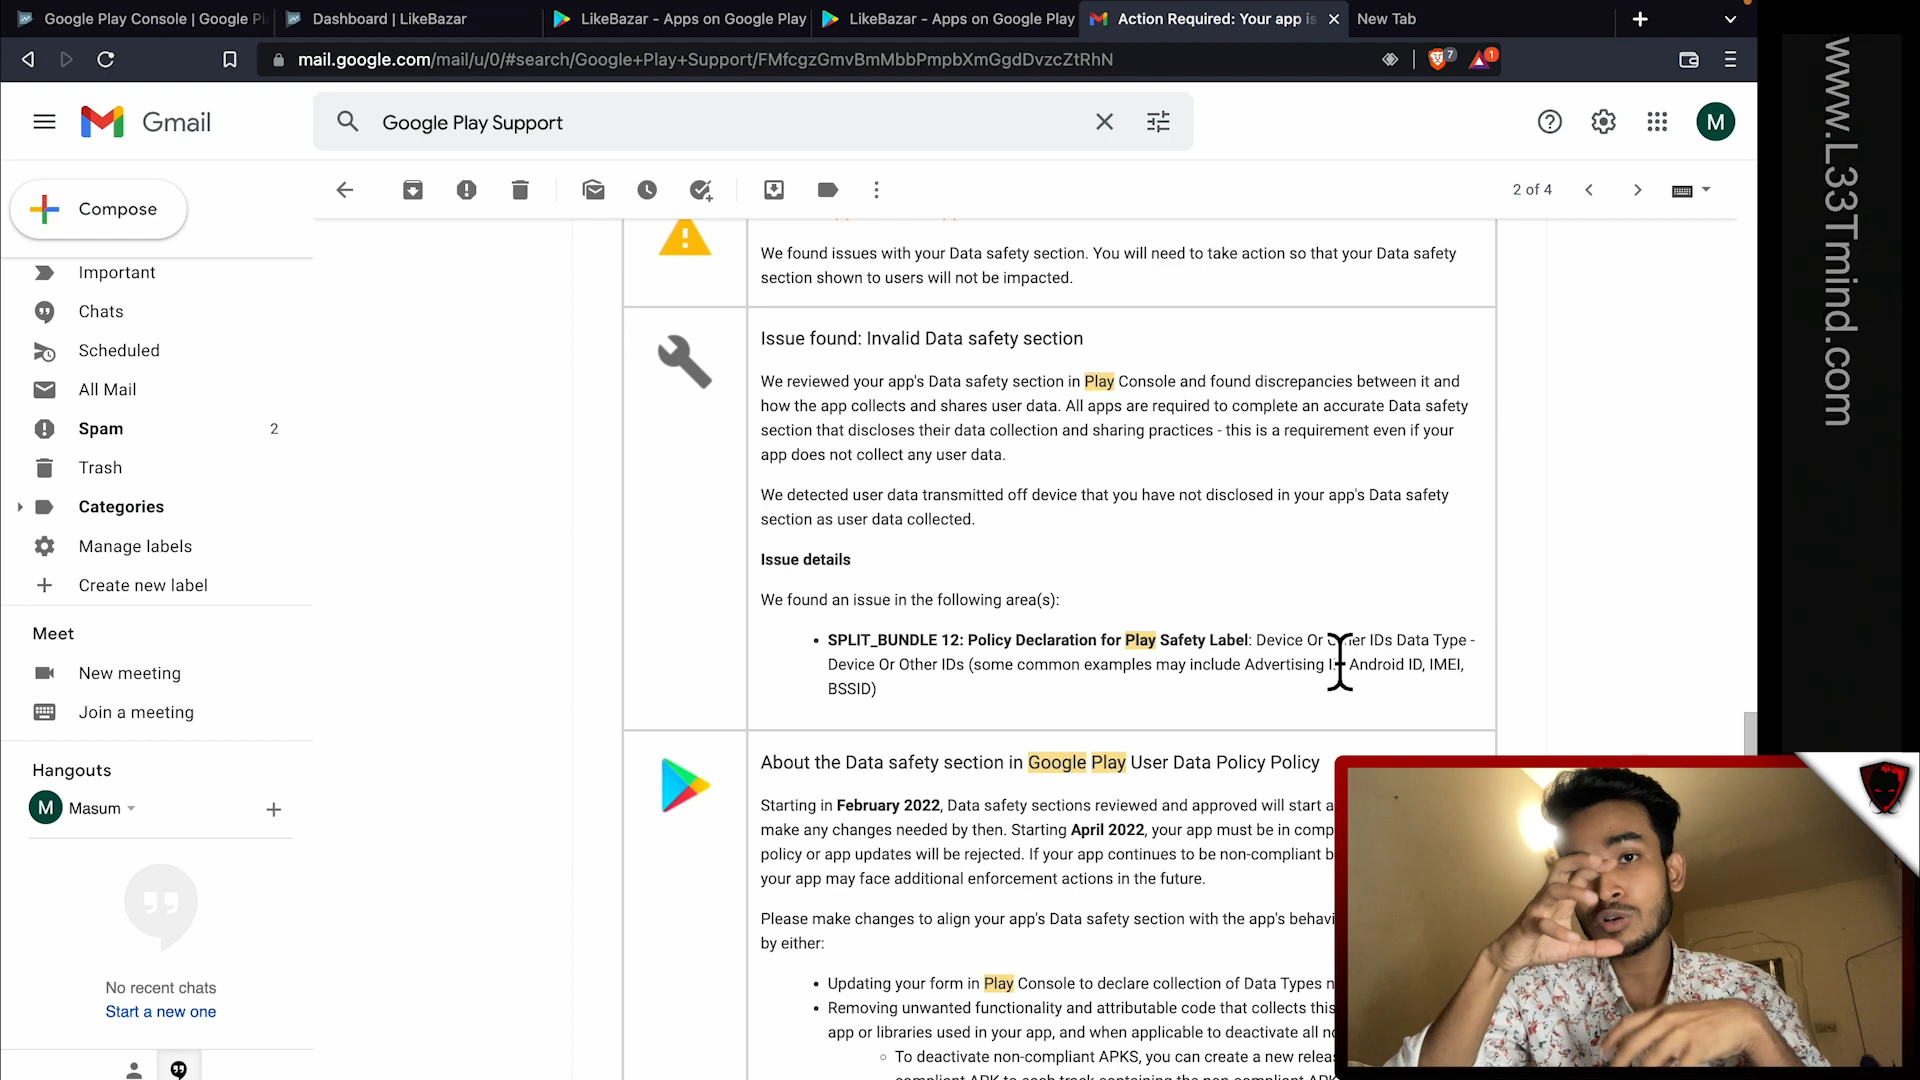 Google Play Console | Google Pl
Dashboard | LikeBazar
LikeBazar - Apps on Google Play
LikeBazar - Apps on Google Play
Action Required: Your app is
New Tab
mail.google.com/mail/u/0/#search/Google+Play+Support/FMfcgzGmvBmMbbPmpbXmGgdDvzcZtRhN
7
1
www.L33Tmind.com
Gmail
Google Play Support
M
Compose
2 of 4
Important
Chats
Scheduled
All Mail
Spam 2
Trash
Categories
Manage labels
Create new label
Meet
New meeting
Join a meeting
Hangouts
M Masum
No recent chats
Start a new one
We found issues with your Data safety section. You will need to take action so that your Data safety
section shown to users will not be impacted.
Issue found: Invalid Data safety section
We reviewed your app's Data safety section in Play Console and found discrepancies between it and
how the app collects and shares user data. All apps are required to complete an accurate Data safety
section that discloses their data collection and sharing practices - this is a requirement even if your
app does not collect any user data.
We detected user data transmitted off device that you have not disclosed in your app's Data safety
section as user data collected.
Issue details
We found an issue in the following area(s):
• SPLIT_BUNDLE 12: Policy Declaration for Play Safety Label: Device Or Other IDs Data Type -
Device Or Other IDs (some common examples may include Advertising Android ID, IMEI,
BSSID)
About the Data safety section in Google Play User Data Policy Policy
Starting in February 2022, Data safety sections reviewed and approved will start
make any changes needed by then. Starting April 2022, your app must be in
policy or app updates will be rejected. If your app continues to be non-compliant
your app may face additional enforcement actions in the future.
Please make changes to align your app's Data safety section with the app's
by either:
• Updating your form in Play Console to declare collection of Data Types
• Removing unwanted functionality and attributable code that collects this
app or libraries used in your app, and when applicable to deactivate all
◦ To deactivate non-compliant APKS, you can create a new